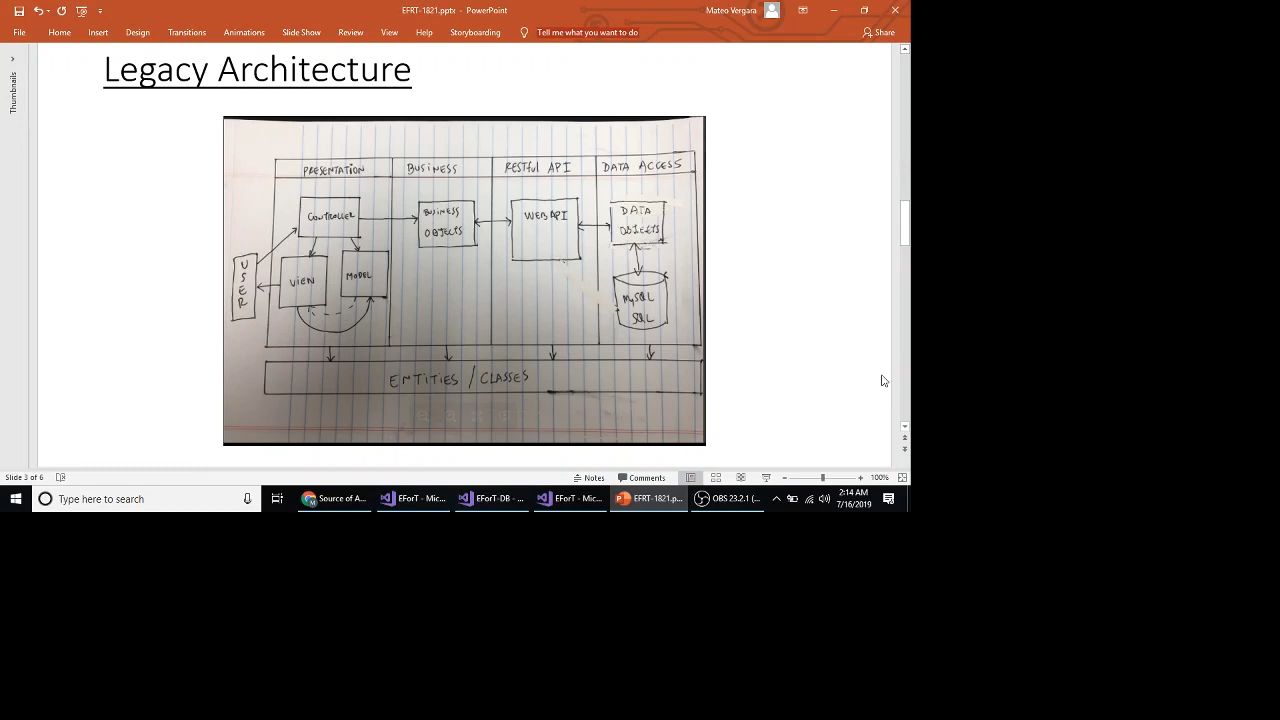 EFRT-1821.pptx - PowerPoint
Mateo Vergara
File Home Insert Design Transitions Animations Slide Show Review View Help Storyboarding Tell me what you want to do Share
Thumbnails
Legacy Architecture
PRESENTATION BUSINESS RESTful API DATA ACCESS
CONTROLLER
BUSINESS
OBJECTS
WEB API
DATA
OBJECTS
USER
VIEW
MODEL
MySQL
SQL
ENTITIES / CLASSES
Slide 3 of 6
Notes Comments 100%
Type here to search
Source of A...
EForT - Mic...
EForT-DB - ...
EForT - Mic...
EFRT-1821.p...
OBS 23.2.1 (...
2:14 AM
7/16/2019